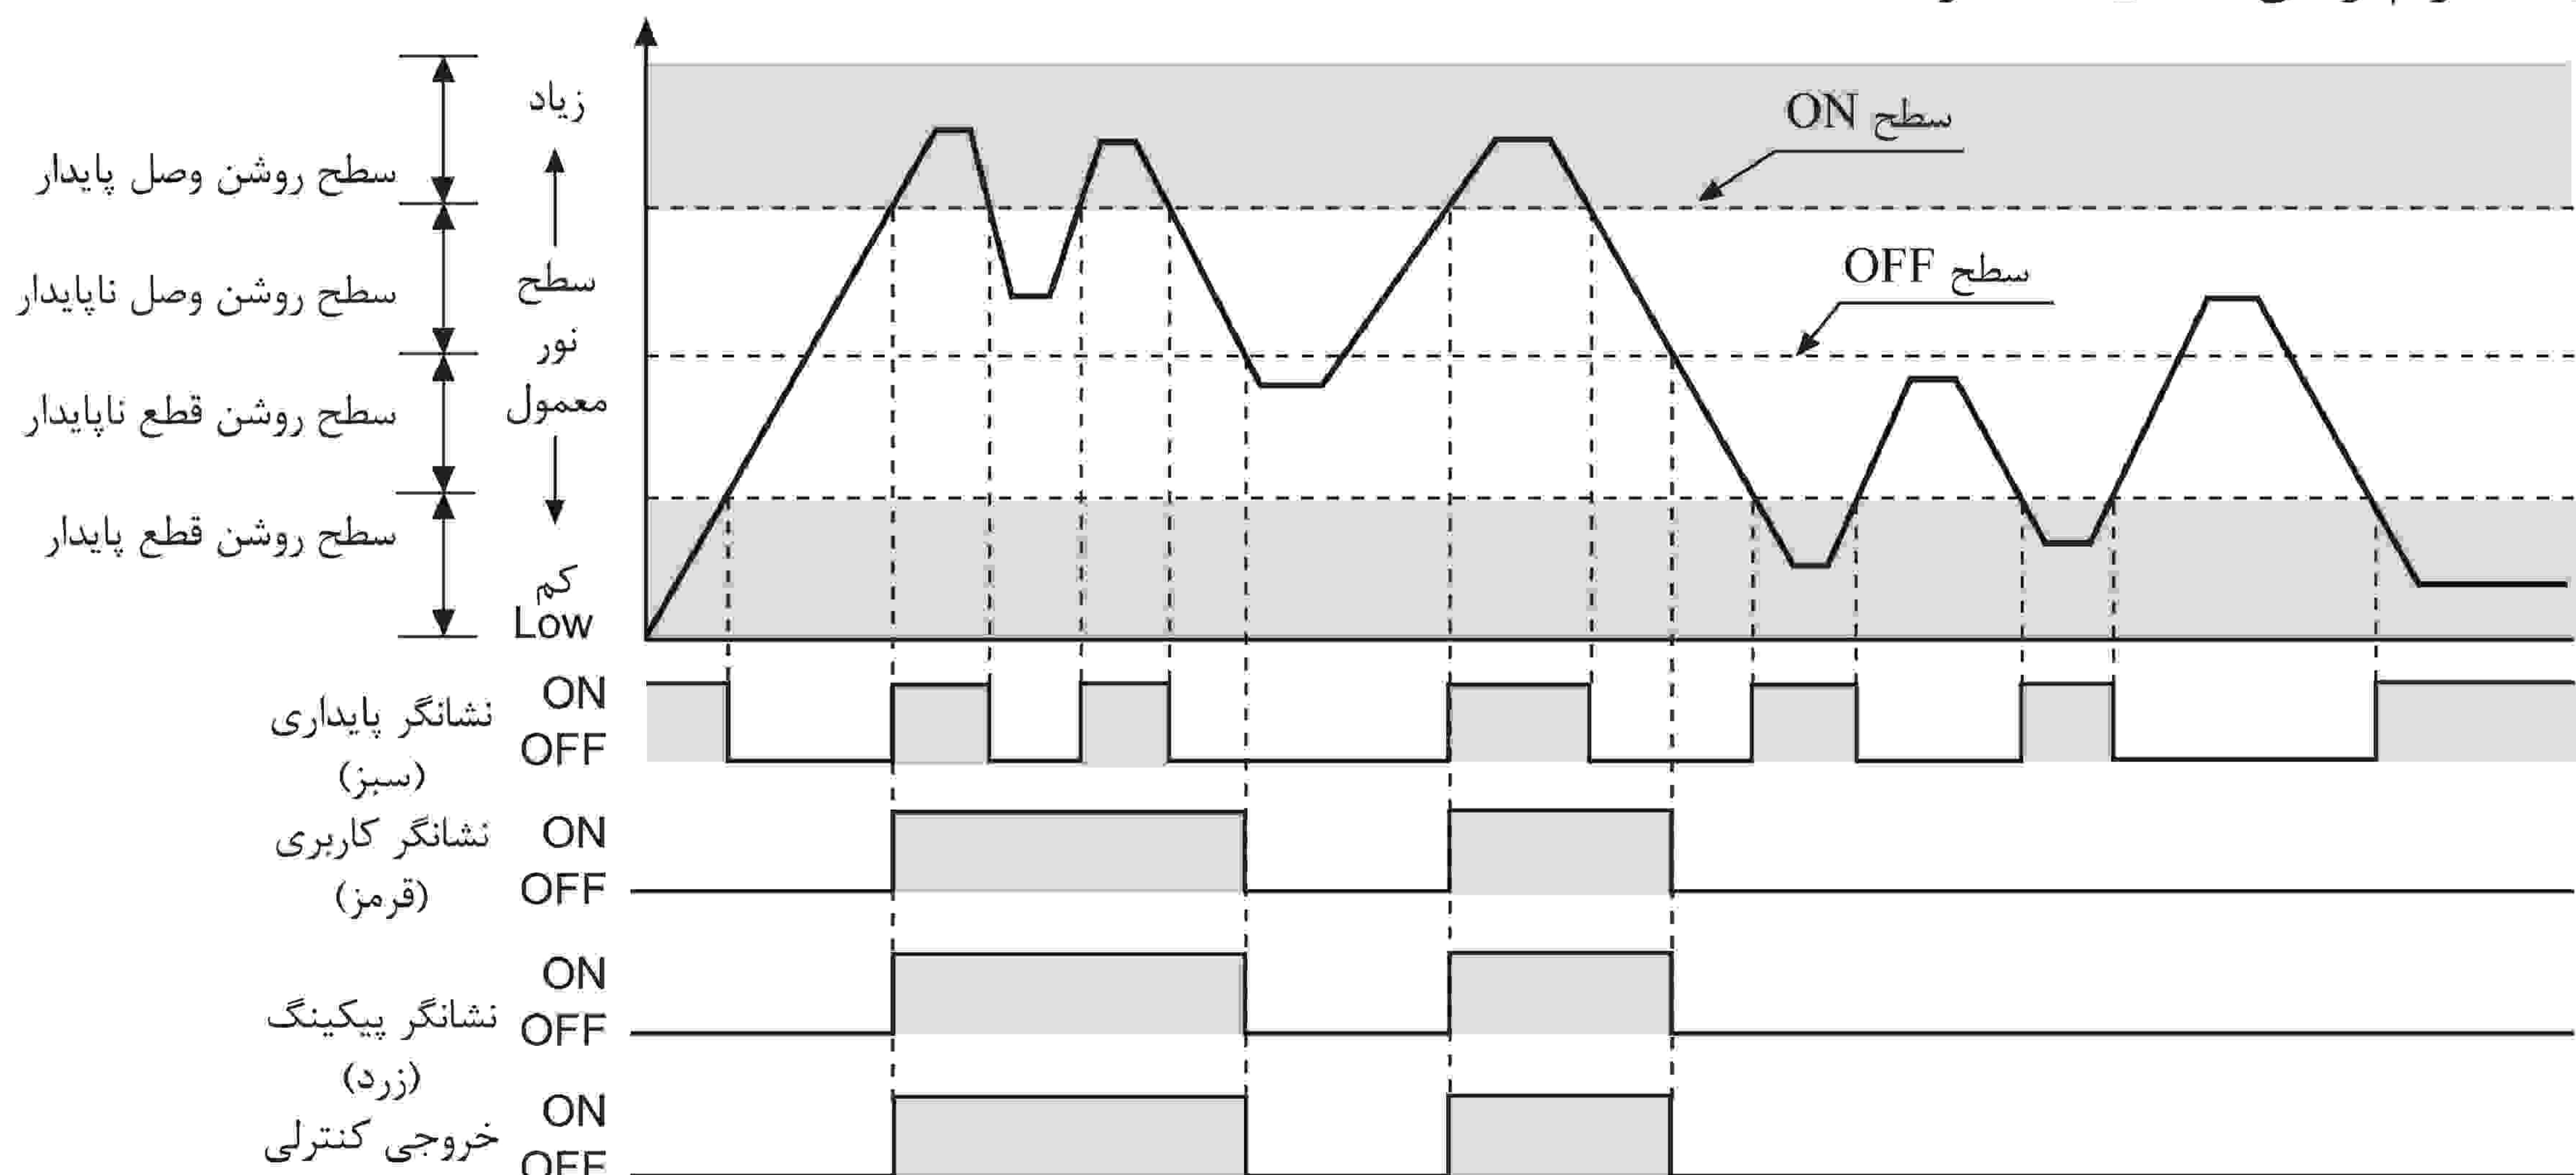 سطح ON
سطح OFF
زیاد
سطح
نور
معمول
کم
Low
سطح روشن وصل پایدار
سطح روشن وصل ناپایدار
سطح روشن قطع ناپایدار
سطح روشن قطع پایدار
نشانگر پایداری
(سبز)
ON
OFF
نشانگر کاربری
(قرمز)
ON
OFF
نشانگر پیکینگ
(زرد)
ON
OFF
خروجی کنترلی
ON
OFF